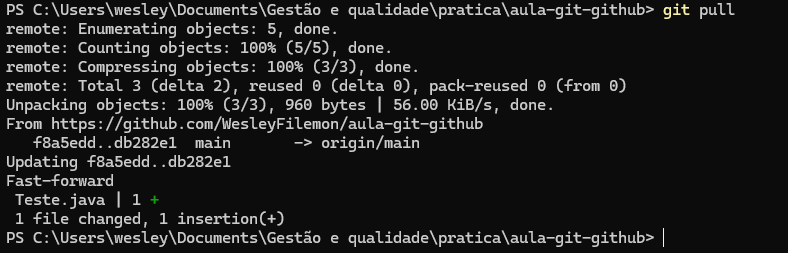 PS C:\Users\wesley\Documents\Gestão e qualidade\pratica\aula-git-github> git pull
remote: Enumerating objects: 5, done.
remote: Counting objects: 100% (5/5), done.
remote: Compressing objects: 100% (3/3), done.
remote: Total 3 (delta 2), reused 0 (delta 0), pack-reused 0 (from 0)
Unpacking objects: 100% (3/3), 960 bytes | 56.00 KiB/s, done.
From https://github.com/WesleyFilemon/aula-git-github
   f8a5edd..db282e1  main       -> origin/main
Updating f8a5edd..db282e1
Fast-forward
 Teste.java | 1 +
 1 file changed, 1 insertion(+)
PS C:\Users\wesley\Documents\Gestão e qualidade\pratica\aula-git-github>